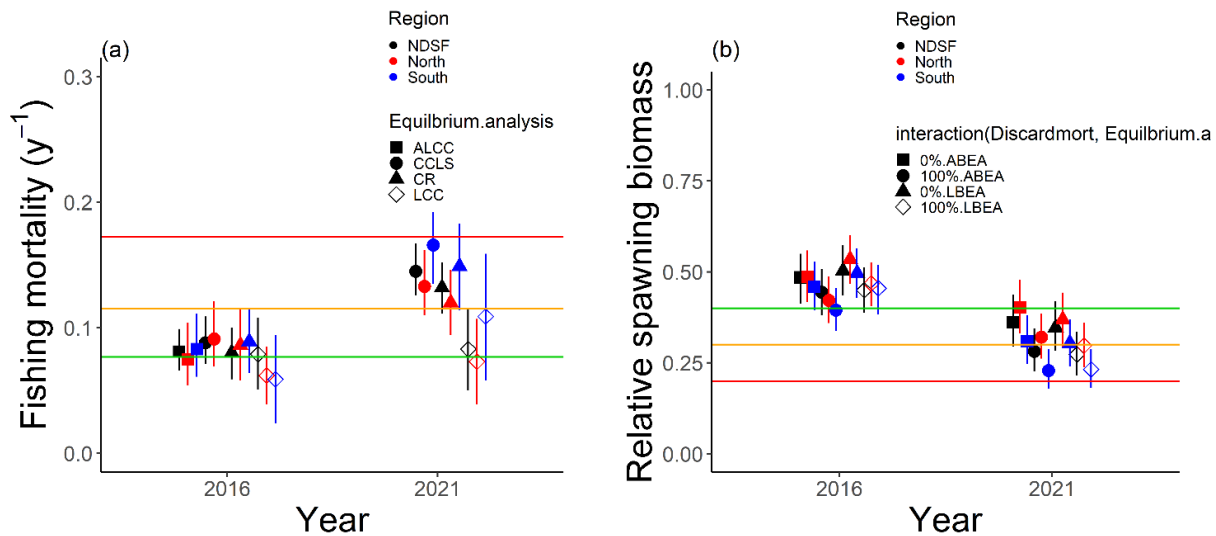 (a)
Region
NDSF
North
South
Equilbrium.analysis
ALCC
CCLS
CR
LCC
Fishing mortality (y⁻¹)
0.3
0.2
0.1
0.0
2016
2021
Year
(b)
Region
NDSF
North
South
interaction(Discardmort, Equilbrium.a
0%.ABEA
100%.ABEA
0%.LBEA
100%.LBEA
Relative spawning biomass
1.00
0.75
0.50
0.25
0.00
2016
2021
Year